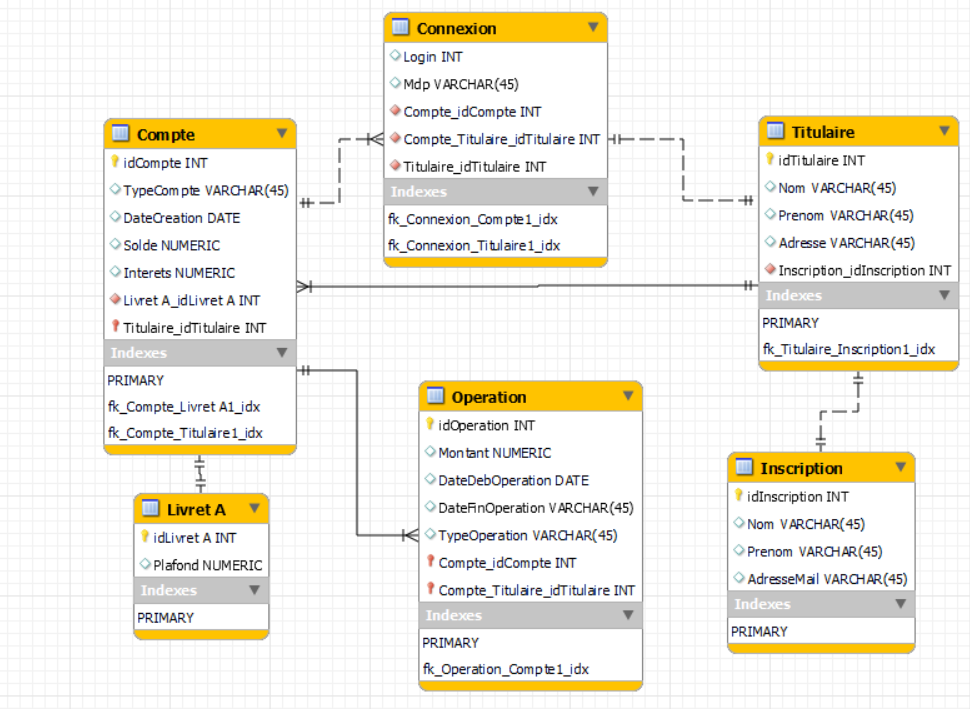 Connexion
Login INT
Mdp VARCHAR(45)
Compte_idCompte INT
Compte_Titulaire_idTitulaire INT
Titulaire_idTitulaire INT
Indexes
fk_Connexion_Compte1_idx
fk_Connexion_Titulaire1_idx
Compte
idCompte INT
TypeCompte VARCHAR(45)
DateCreation DATE
Solde NUMERIC
Interets NUMERIC
Livret A_idLivret A INT
Titulaire_idTitulaire INT
Indexes
PRIMARY
fk_Compte_Livret A1_idx
fk_Compte_Titulaire1_idx
Titulaire
idTitulaire INT
Nom VARCHAR(45)
Prenom VARCHAR(45)
Adresse VARCHAR(45)
Inscription_idInscription INT
Indexes
PRIMARY
fk_Titulaire_Inscription1_idx
Operation
idOperation INT
Montant NUMERIC
DateDebOperation DATE
DateFinOperation VARCHAR(45)
TypeOperation VARCHAR(45)
Compte_idCompte INT
Compte_Titulaire_idTitulaire INT
Indexes
PRIMARY
fk_Operation_Compte1_idx
Livret A
idLivret A INT
Plafond NUMERIC
Indexes
PRIMARY
Inscription
idInscription INT
Nom VARCHAR(45)
Prenom VARCHAR(45)
AdresseMail VARCHAR(45)
Indexes
PRIMARY